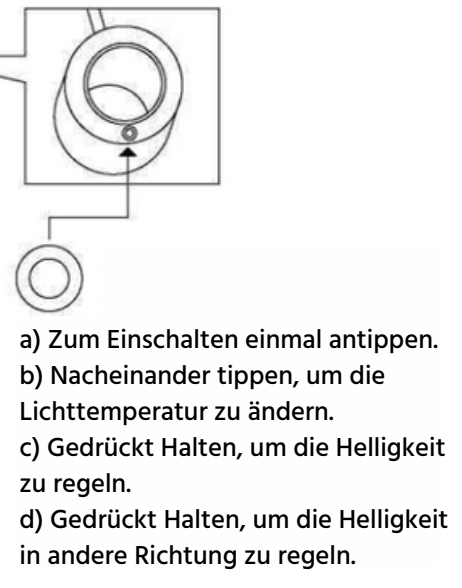 a) Zum Einschalten einmal antippen.
b) Nacheinander tippen, um die
Lichttemperatur zu ändern.
c) Gedrückt Halten, um die Helligkeit
zu regeln.
d) Gedrückt Halten, um die Helligkeit
in andere Richtung zu regeln.